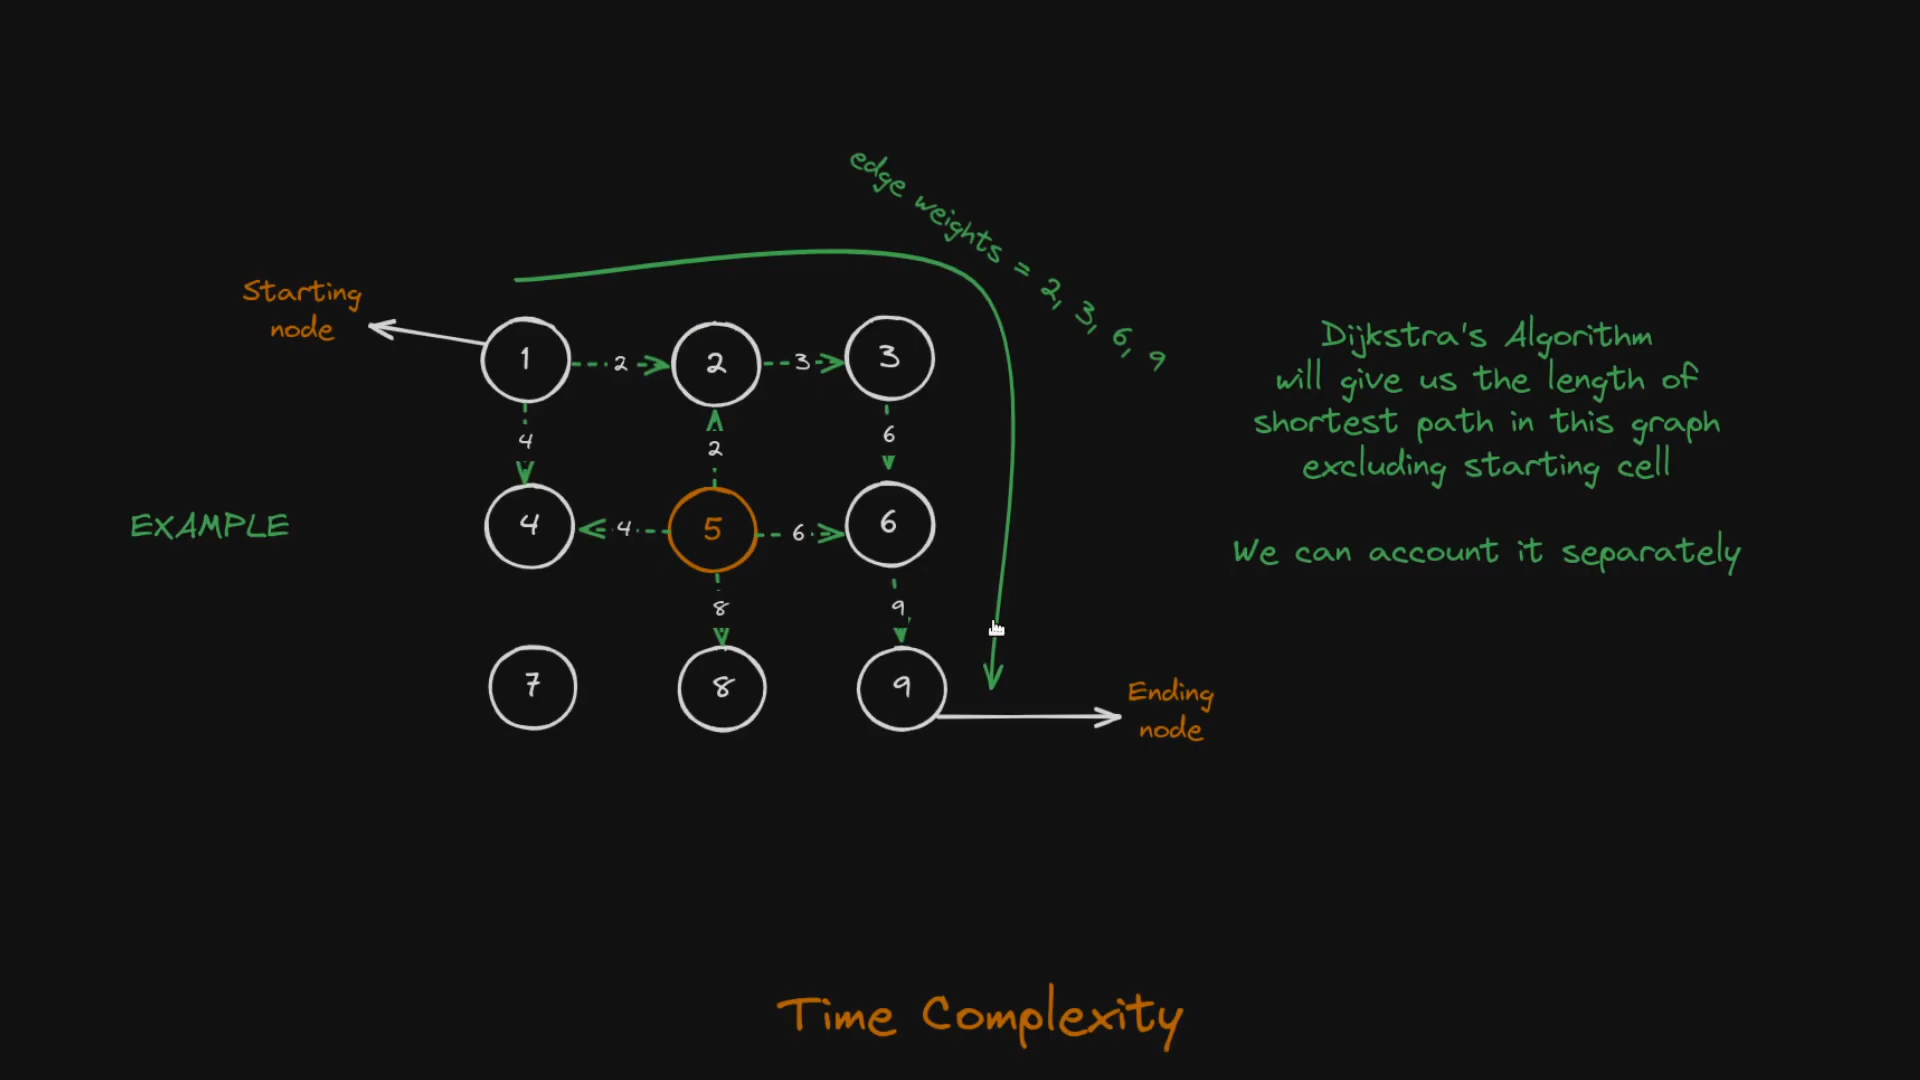 edge weights = 2, 3, 6, 9
Starting
node
1
2
2
3
3
4
2
6
EXAMPLE
4
4
5
6
6
8
9
7
8
9
Ending
node
Dijkstra's Algorithm
will give us the length of
shortest path in this graph
excluding starting cell
We can account it separately
Time Complexity